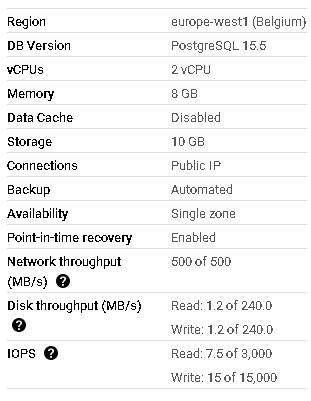 Region europe-west1 (Belgium)
DB Version PostgreSQL 15.5
vCPUs 2 vCPU
Memory 8 GB
Data Cache Disabled
Storage 10 GB
Connections Public IP
Backup Automated
Availability Single zone
Point-in-time recovery Enabled
Network throughput (MB/s) ? 500 of 500
Disk throughput (MB/s) ? Read: 1.2 of 240.0
Write: 1.2 of 240.0
IOPS ? Read: 7.5 of 3,000
Write: 15 of 15,000